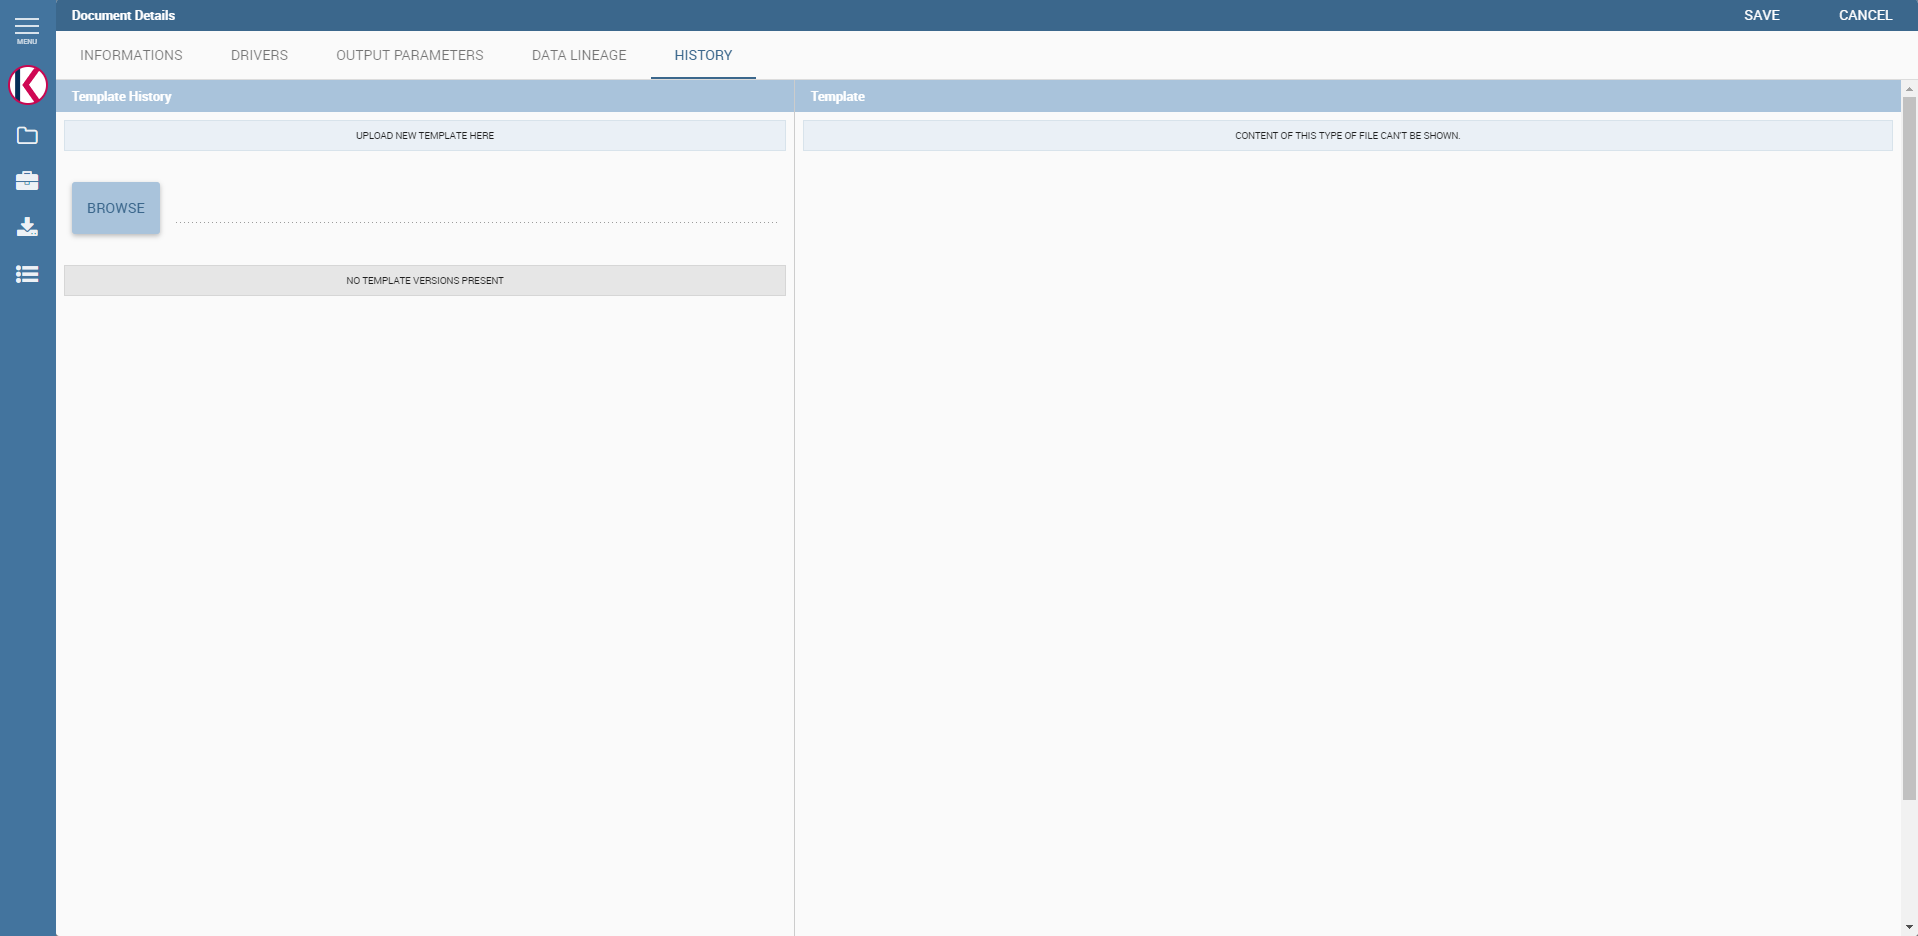 Document Details
SAVE
CANCEL
MENU
INFORMATIONS
DRIVERS
OUTPUT PARAMETERS
DATA LINEAGE
HISTORY
Template History
Template
UPLOAD NEW TEMPLATE HERE
CONTENT OF THIS TYPE OF FILE CAN'T BE SHOWN.
BROWSE
NO TEMPLATE VERSIONS PRESENT